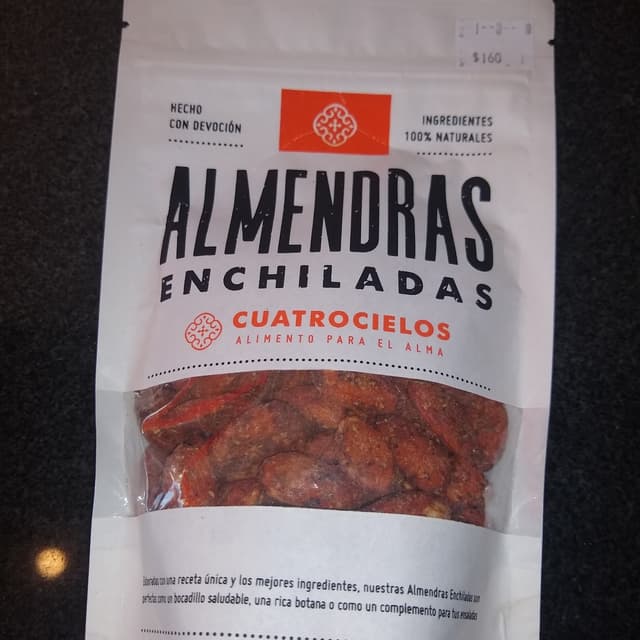 $160
HECHO
CON DEVOCIÓN
INGREDIENTES
100% NATURALES
ALMENDRAS
ENCHILADAS
CUATROCIELOS
ALIMENTO PARA EL ALMA
Elaboradas con una receta única y los mejores ingredientes, nuestras Almendras Enchiladas son
perfectas como un bocadillo saludable, una rica botana o como un complemento para tus ensaladas